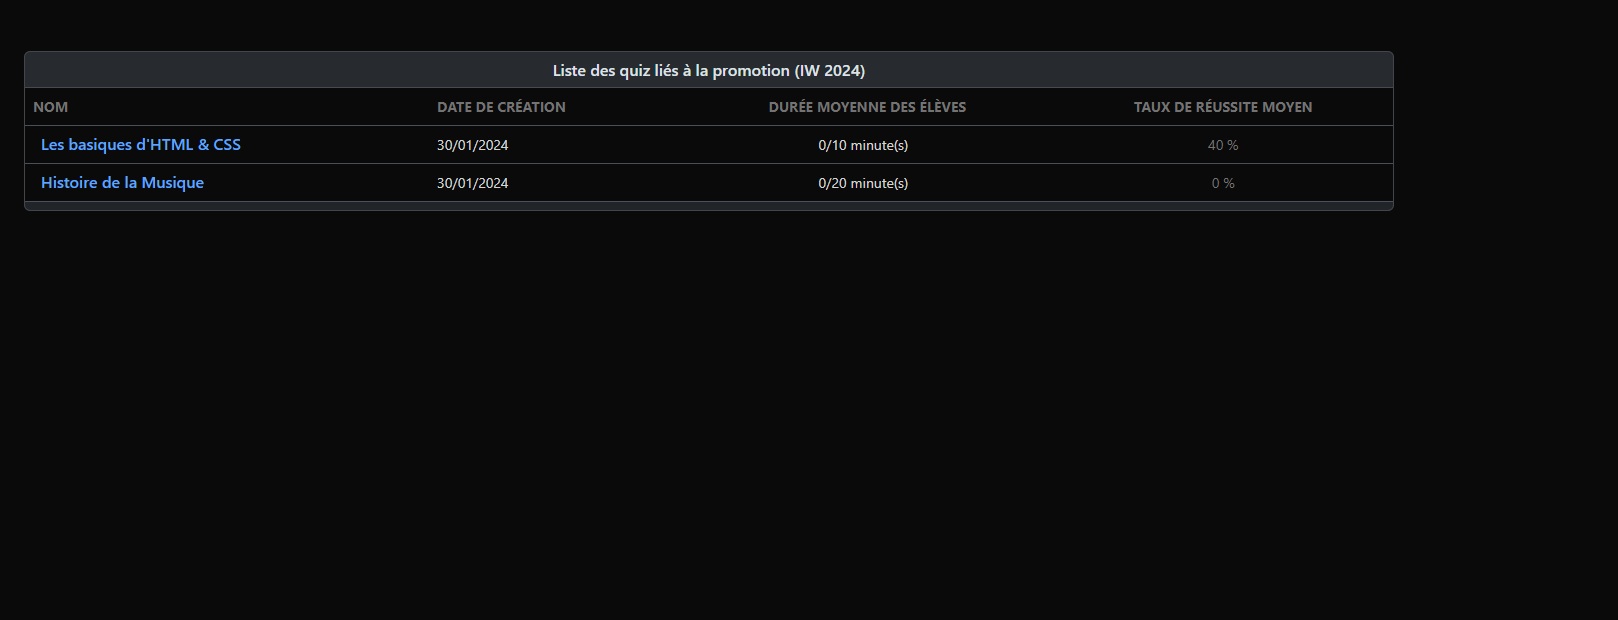 Liste des quiz liés à la promotion (IW 2024)
NOM DATE DE CRÉATION DURÉE MOYENNE DES ÉLÈVES TAUX DE RÉUSSITE MOYEN
Les basiques d'HTML & CSS 30/01/2024 0/10 minute(s) 40 %
Histoire de la Musique 30/01/2024 0/20 minute(s) 0 %